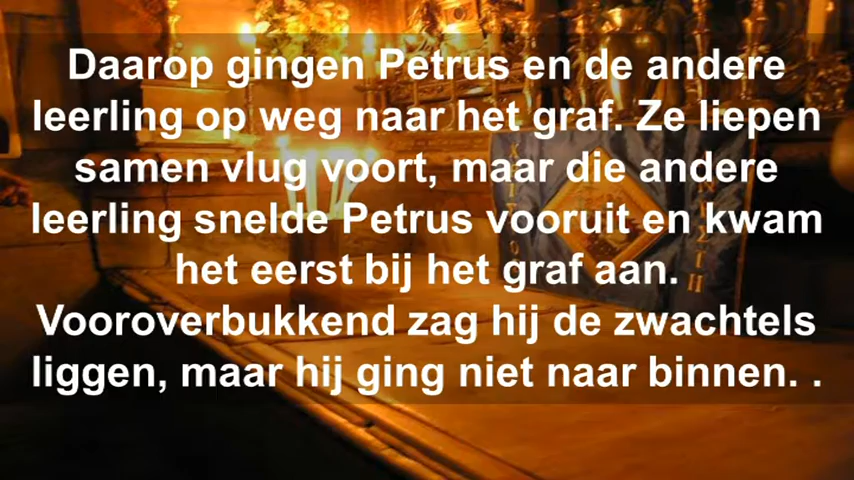 Daarop gingen Petrus en de andere
leerling op weg naar het graf. Ze liepen
samen vlug voort, maar die andere
leerling snelde Petrus vooruit en kwam
het eerst bij het graf aan.
Vooroverbukkend zag hij de zwachtels
liggen, maar hij ging niet naar binnen. .